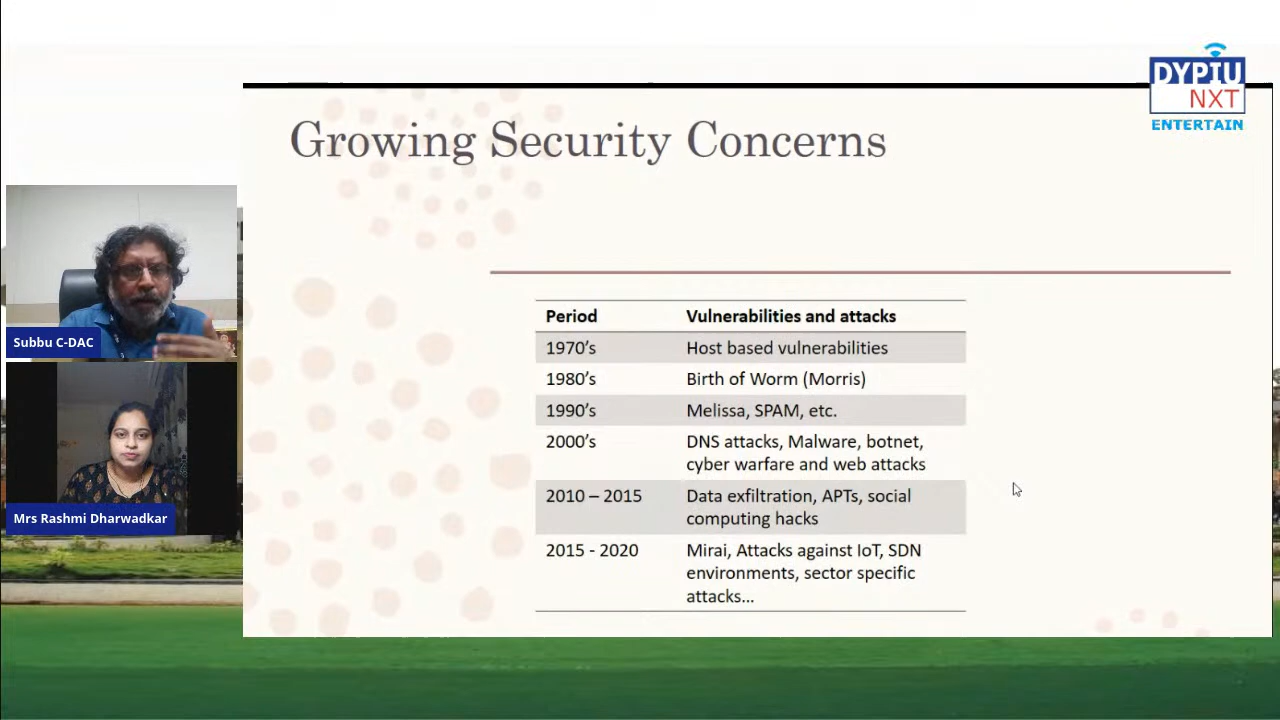 DYPIU
NXT
ENTERTAIN
Growing Security Concerns
Subbu C-DAC
Mrs Rashmi Dharwadkar
Period Vulnerabilities and attacks
1970's Host based vulnerabilities
1980's Birth of Worm (Morris)
1990's Melissa, SPAM, etc.
2000's DNS attacks, Malware, botnet,
cyber warfare and web attacks
2010 – 2015 Data exfiltration, APTs, social
computing hacks
2015 - 2020 Mirai, Attacks against IoT, SDN
environments, sector specific
attacks...